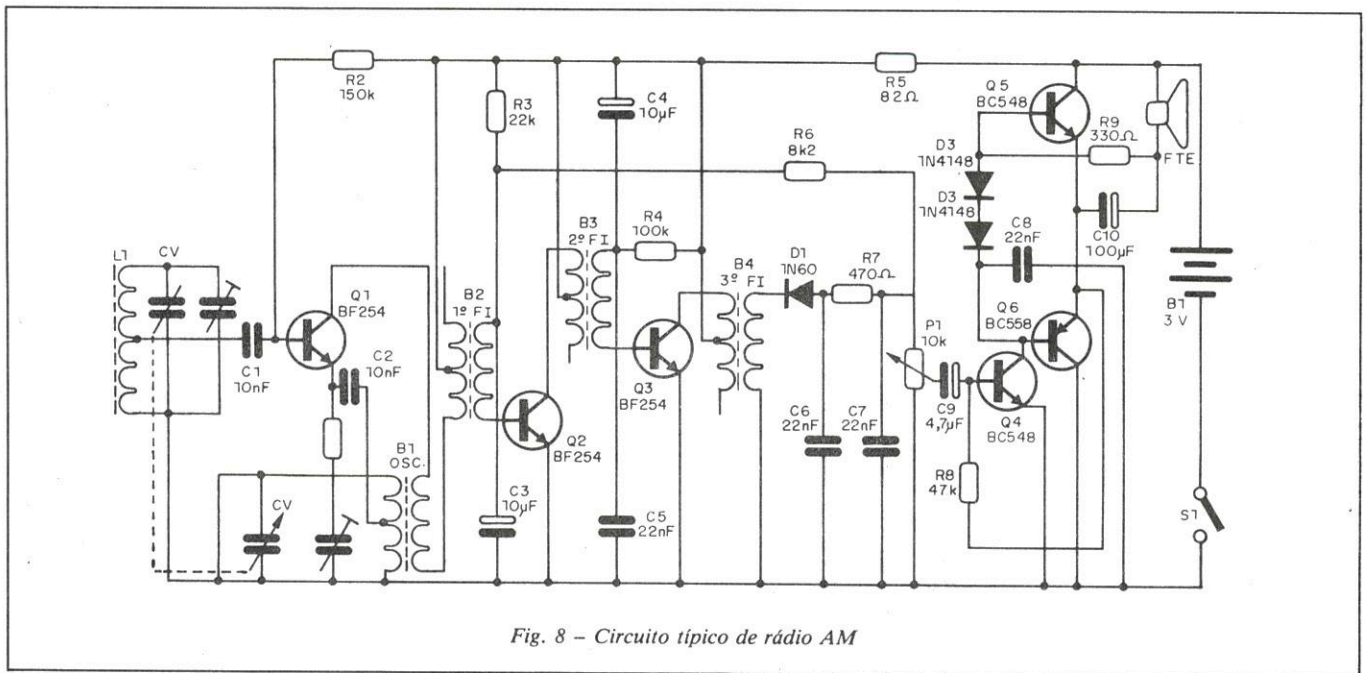 R2
150k
R3
22k
C4
10µF
R5
82Ω
Q5
BC548
R9
330Ω
FTE
R6
8k2
D3
1N4148
D3
1N4148
C8
22nF
C10
100µF
B1
3V
B3
2º FI
R4
100k
L1
CV
Q1
BF254
C1
10nF
C2
10nF
B2
1º FI
B4
3º FI
D1
1N60
R7
470Ω
P1
10k
Q6
BC558
Q3
BF254
Q2
BF254
C9
4,7µF
Q4
BC548
B1
OSC.
CV
C3
10µF
C5
22nF
C6
22nF
C7
22nF
R8
47k
S1
Fig. 8 – Circuito típico de rádio AM